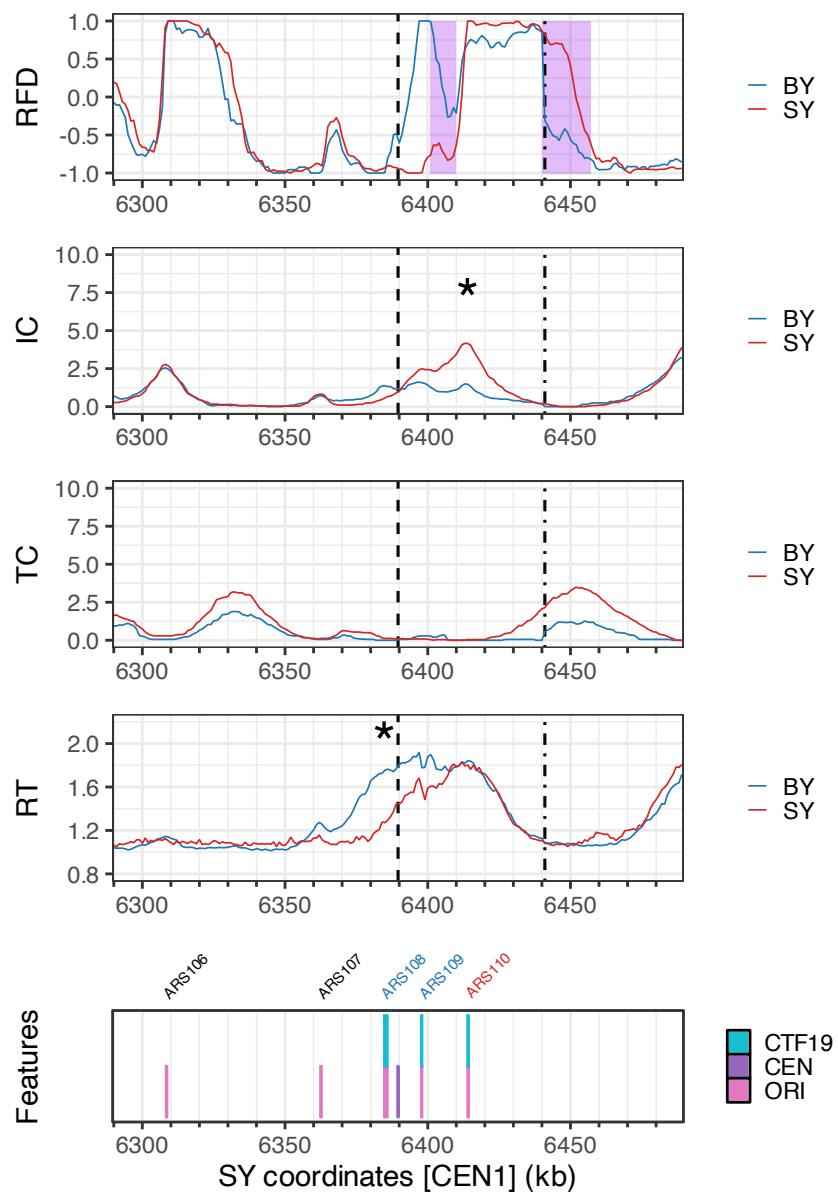 RFD
1.0
0.5
0.0
-0.5
-1.0
6300 6350 6400 6450
BY
SY
IC
10.0
7.5
5.0
2.5
0.0
*
6300 6350 6400 6450
BY
SY
TC
10.0
7.5
5.0
2.5
0.0
6300 6350 6400 6450
BY
SY
RT
2.0
1.6
1.2
0.8
*
6300 6350 6400 6450
BY
SY
ARS106 ARS107 ARS108 ARS109 ARS110
Features
CTF19
CEN
ORI
6300 6350 6400 6450
SY coordinates [CEN1] (kb)